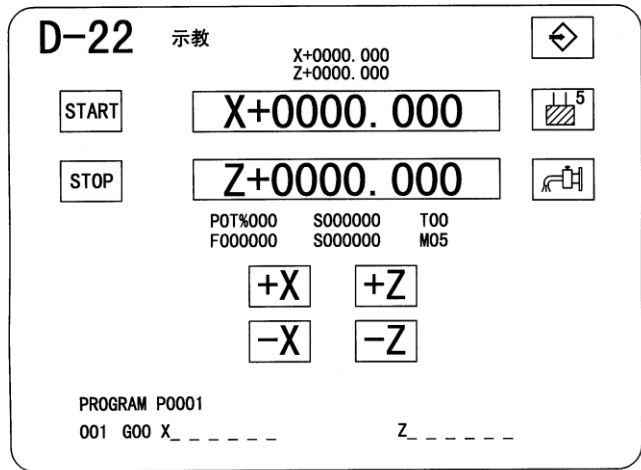 D-22 示教
X+0000.000
Z+0000.000
START X+0000.000 5
STOP Z+0000.000
POT%000 S000000 T00
F000000 S000000 M05
+X +Z
-X -Z
PROGRAM P0001
001 G00 X_ _ _ _ _ _ Z_ _ _ _ _ _